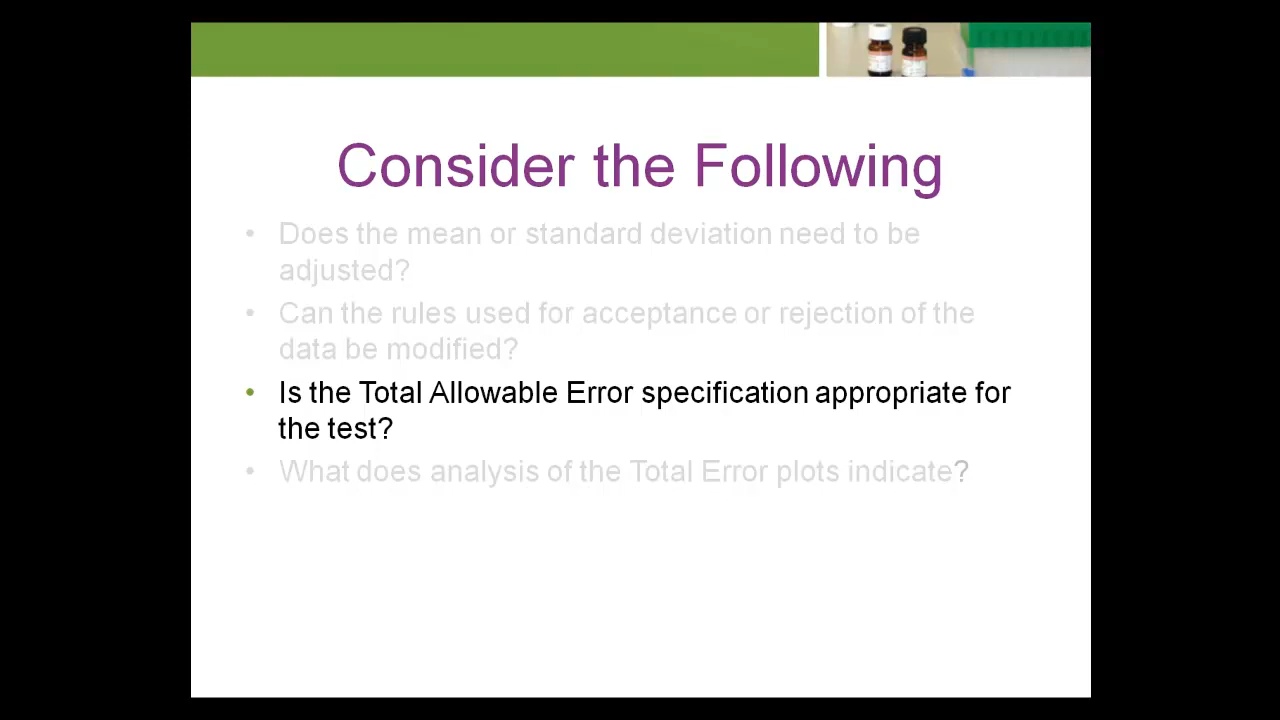 Consider the Following
• Does the mean or standard deviation need to be
adjusted?
• Can the rules used for acceptance or rejection of the
data be modified?
• Is the Total Allowable Error specification appropriate for
the test?
• What does analysis of the Total Error plots indicate?